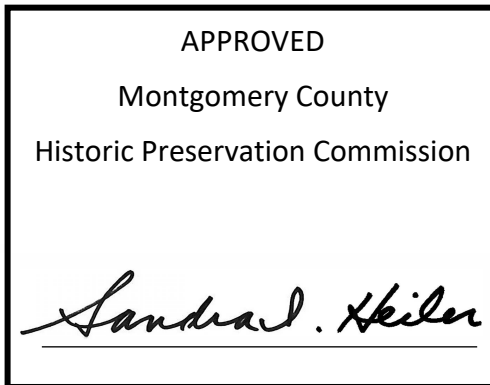 APPROVED
Montgomery County
Historic Preservation Commission
Sandra I. Heiler